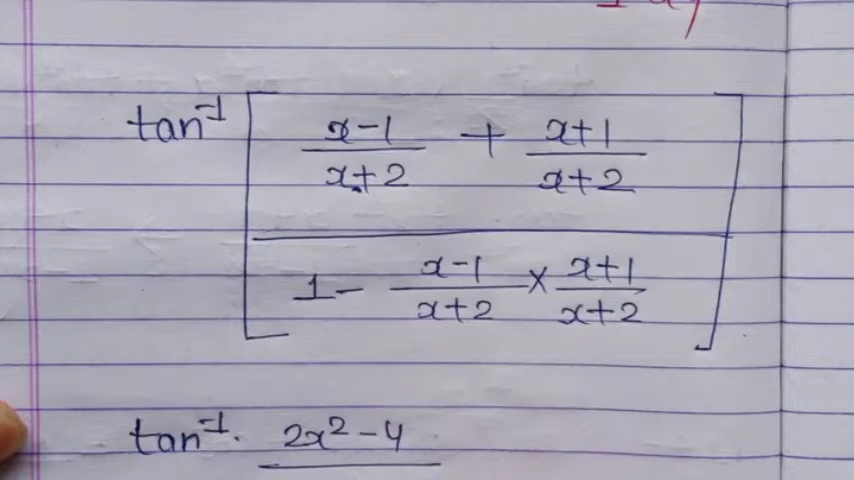 tan⁻¹ [ x-1 + x+1
x+2 x+2
1 - x-1 × x+1
x+2 x+2 ]
tan⁻¹. 2x² - 4